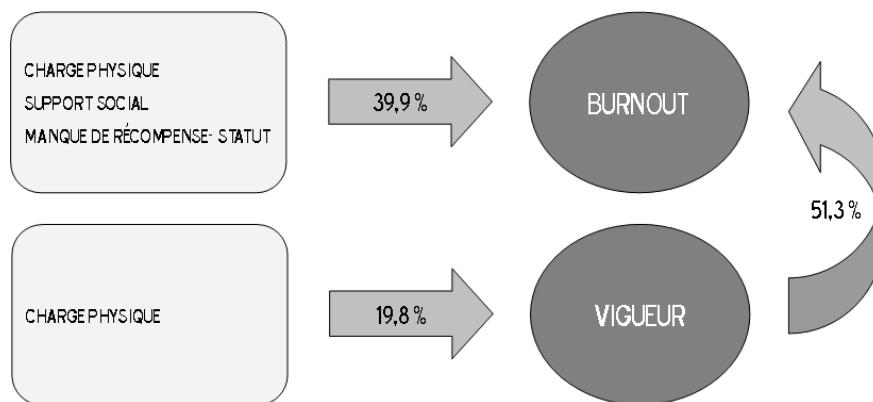 CHARGE PHYSIQUE
SUPPORT SOCIAL
MANQUE DE RÉCOMPENSE- STATUT
39,9 %
BURNOUT
51,3 %
CHARGE PHYSIQUE
19,8 %
VIGUEUR